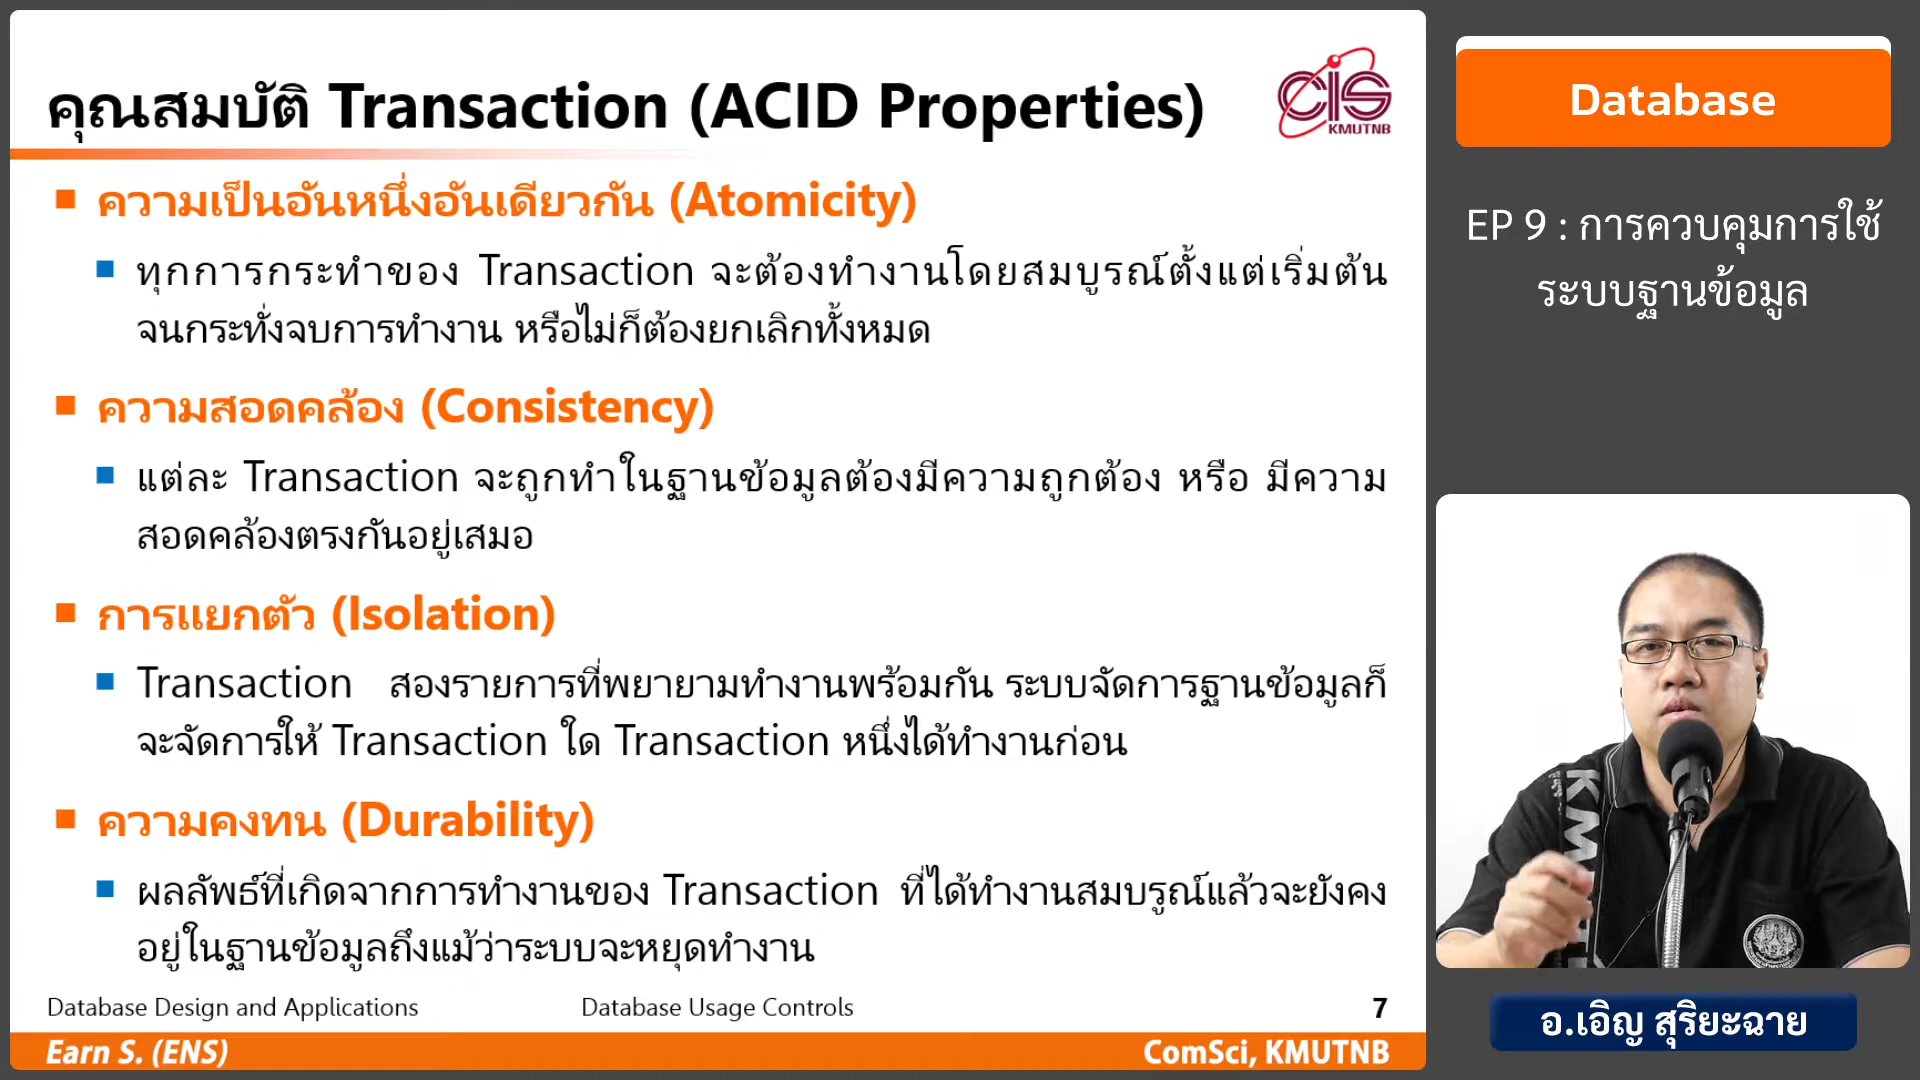 คุณสมบัติ Transaction (ACID Properties)
CIS
KMUTNB
ความเป็นอันหนึ่งอันเดียวกัน (Atomicity)
ทุกการกระทำของ Transaction จะต้องทำงานโดยสมบูรณ์ตั้งแต่เริ่มต้น
จนกระทั่งจบการทำงาน หรือไม่ก็ต้องยกเลิกทั้งหมด
ความสอดคล้อง (Consistency)
แต่ละ Transaction จะถูกทำในฐานข้อมูลต้องมีความถูกต้อง หรือ มีความ
สอดคล้องตรงกันอยู่เสมอ
การแยกตัว (Isolation)
Transaction สองรายการที่พยายามทำงานพร้อมกัน ระบบจัดการฐานข้อมูลก็
จะจัดการให้ Transaction ใด Transaction หนึ่งได้ทำงานก่อน
ความคงทน (Durability)
ผลลัพธ์ที่เกิดจากการทำงานของ Transaction ที่ได้ทำงานสมบรูณ์แล้วจะยังคง
อยู่ในฐานข้อมูลถึงแม้ว่าระบบจะหยุดทำงาน
Database Design and Applications
Database Usage Controls
7
Earn S. (ENS)
ComSci, KMUTNB
Database
EP 9 : การควบคุมการใช้
ระบบฐานข้อมูล
อ.เอิญ สุริยะฉาย